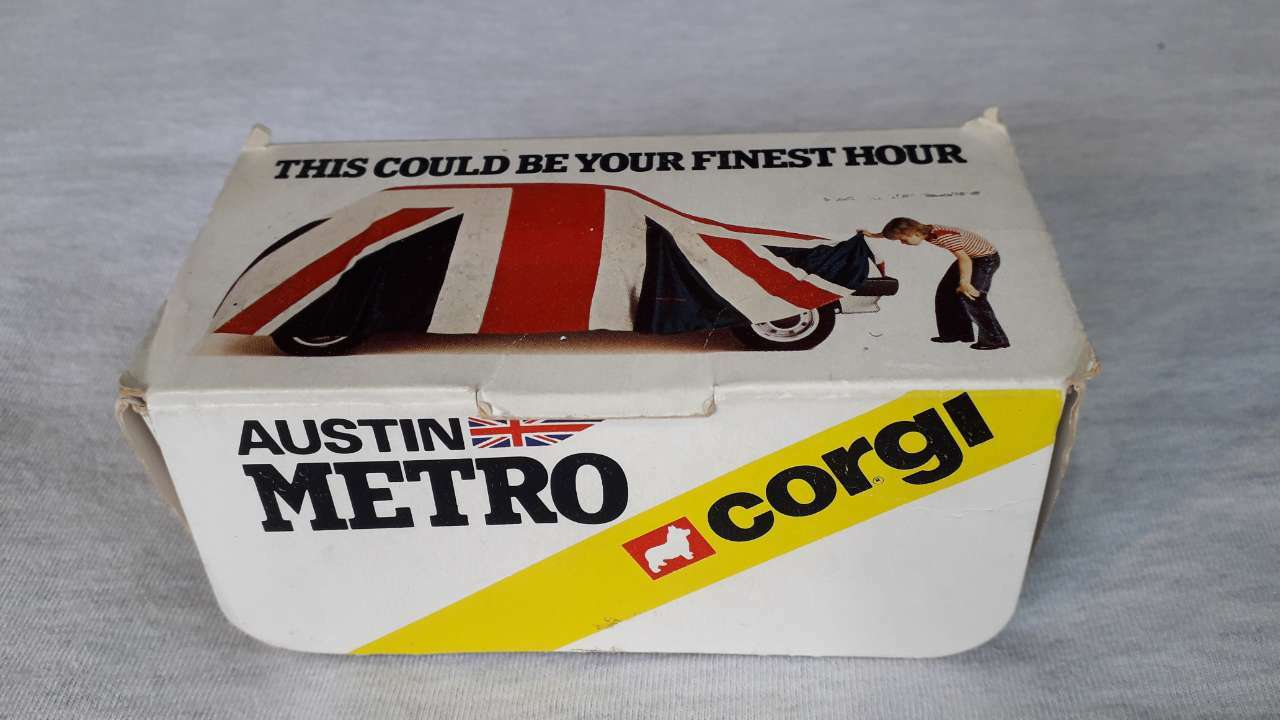 THIS COULD BE YOUR FINEST HOUR
AUSTIN
METRO
corgi